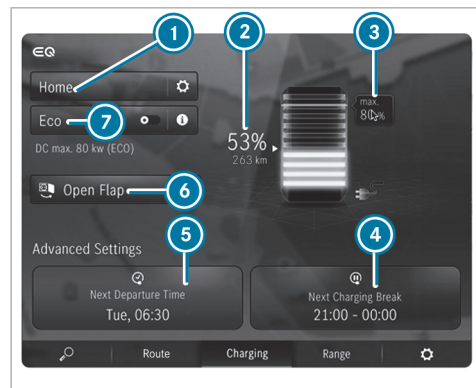 1
2
3
EQ
Home
max.
80 %
Eco
7
DC max. 80 kw (ECO)
53%
263 km
Open Flap
6
Advanced Settings
5
4
Next Departure Time
Tue, 06:30
Next Charging Break
21:00 – 00:00
Route
Charging
Range